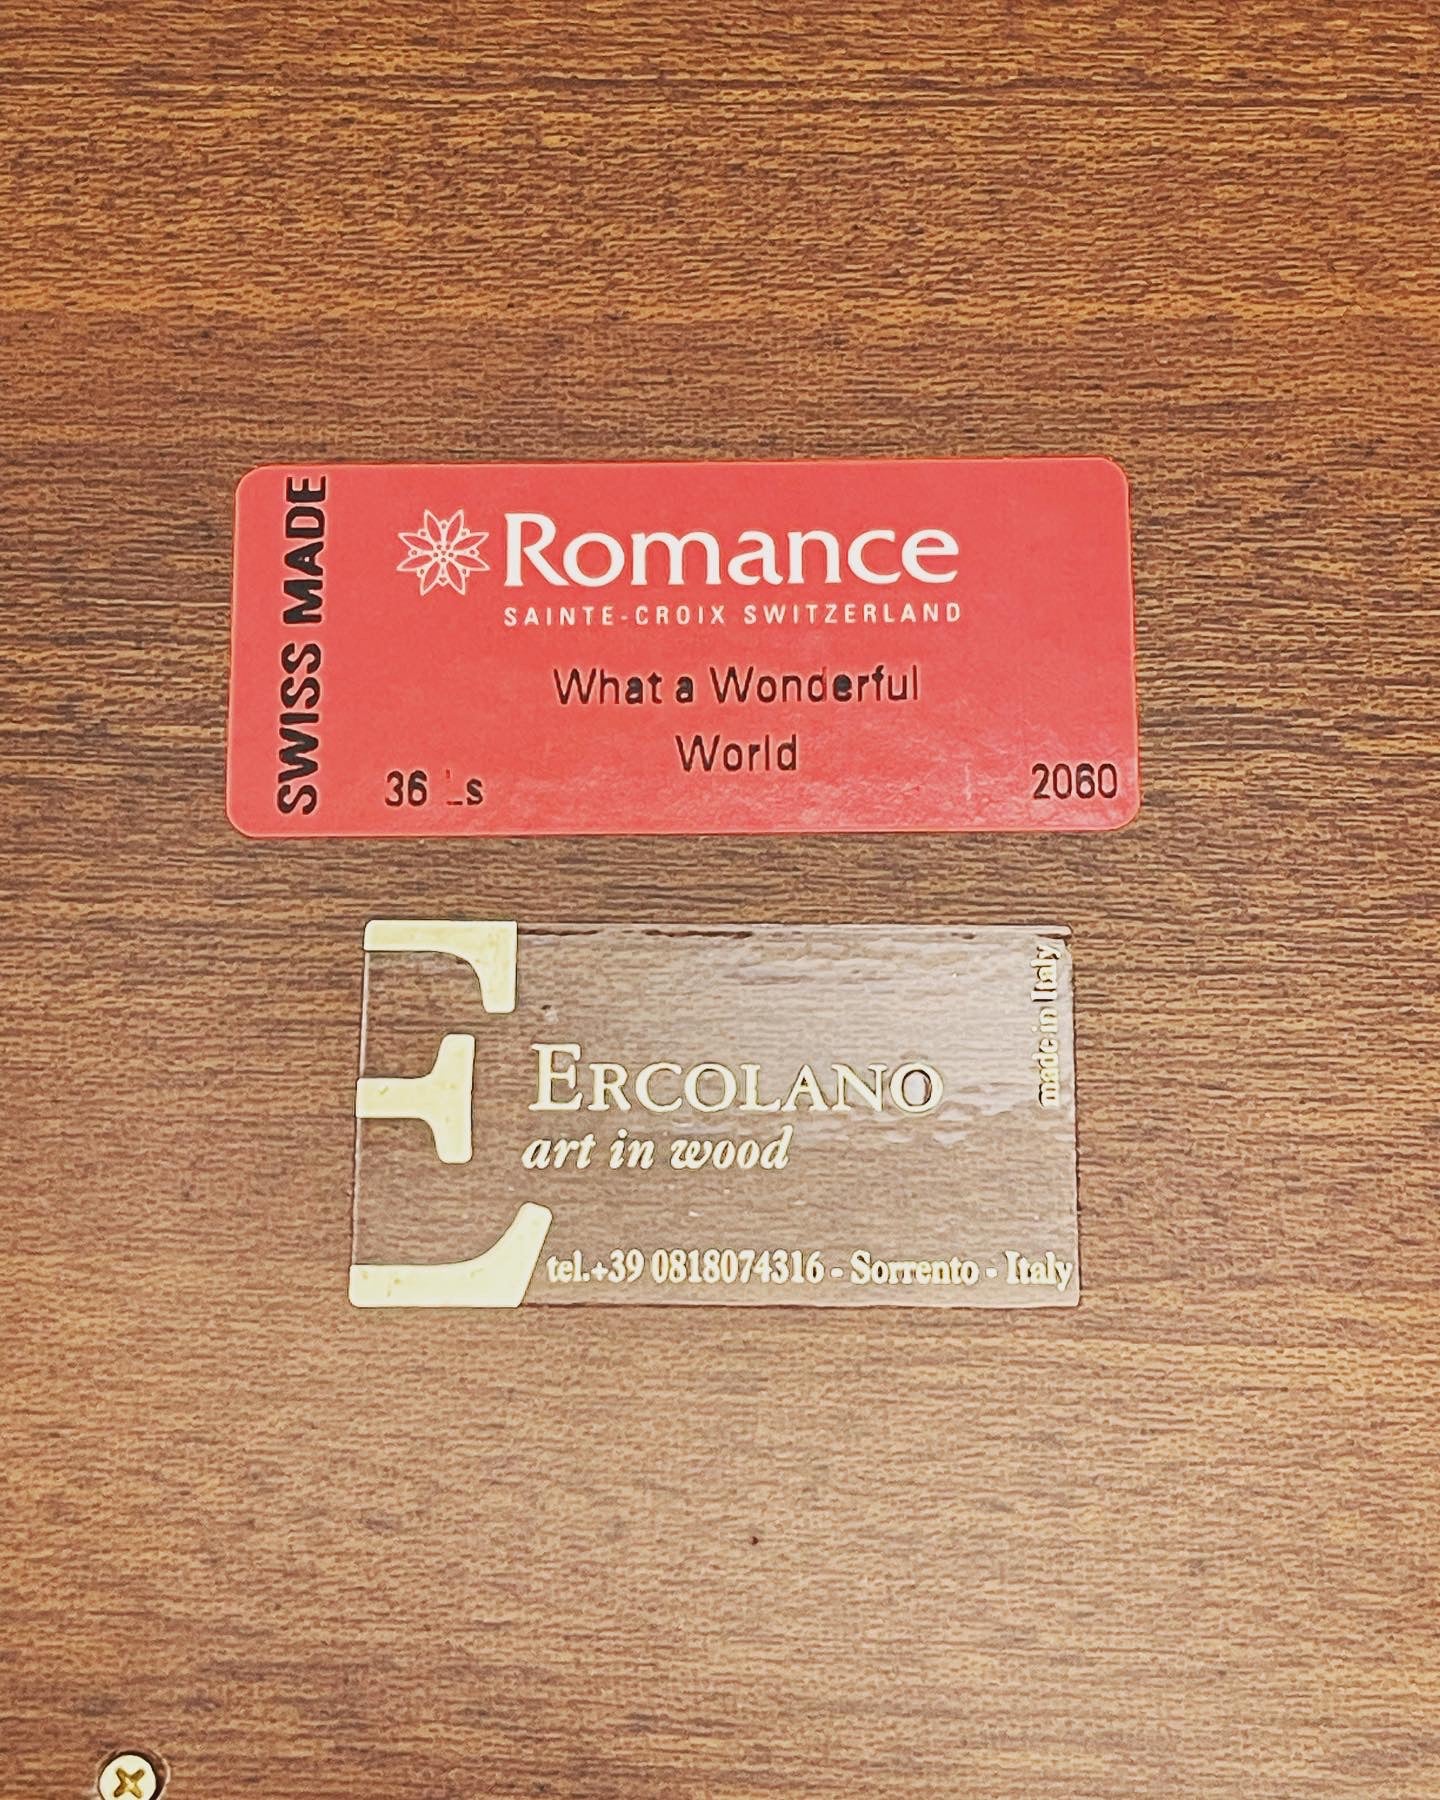 SWISS MADE
Romance
SAINTE-CROIX SWITZERLAND
What a Wonderful
World
36
2060
made in Italy
ERCOLANO
art in wood
tel.+39 0818074316 - Sorrento - Italy